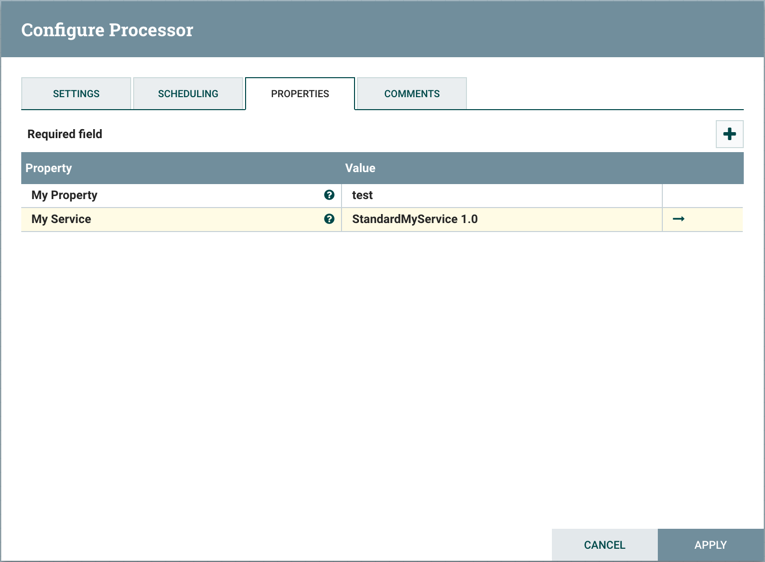 Configure Processor
SETTINGS SCHEDULING PROPERTIES COMMENTS
Required field
Property Value
My Property test
My Service StandardMyService 1.0
CANCEL APPLY